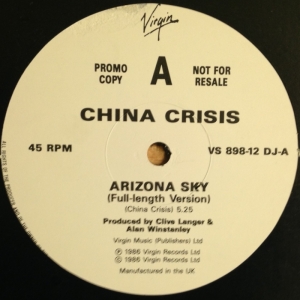 Virgin
PROMO COPY
A
NOT FOR RESALE
CHINA CRISIS
45 RPM
VS 898-12 DJ-A
ARIZONA SKY
(Full-length Version)
(China Crisis) 5.25
Produced by Clive Langer &
Alan Winstanley
Virgin Music (Publishers) Ltd
℗ 1986 Virgin Records Ltd
© 1986 Virgin Records Ltd
Manufactured in the UK